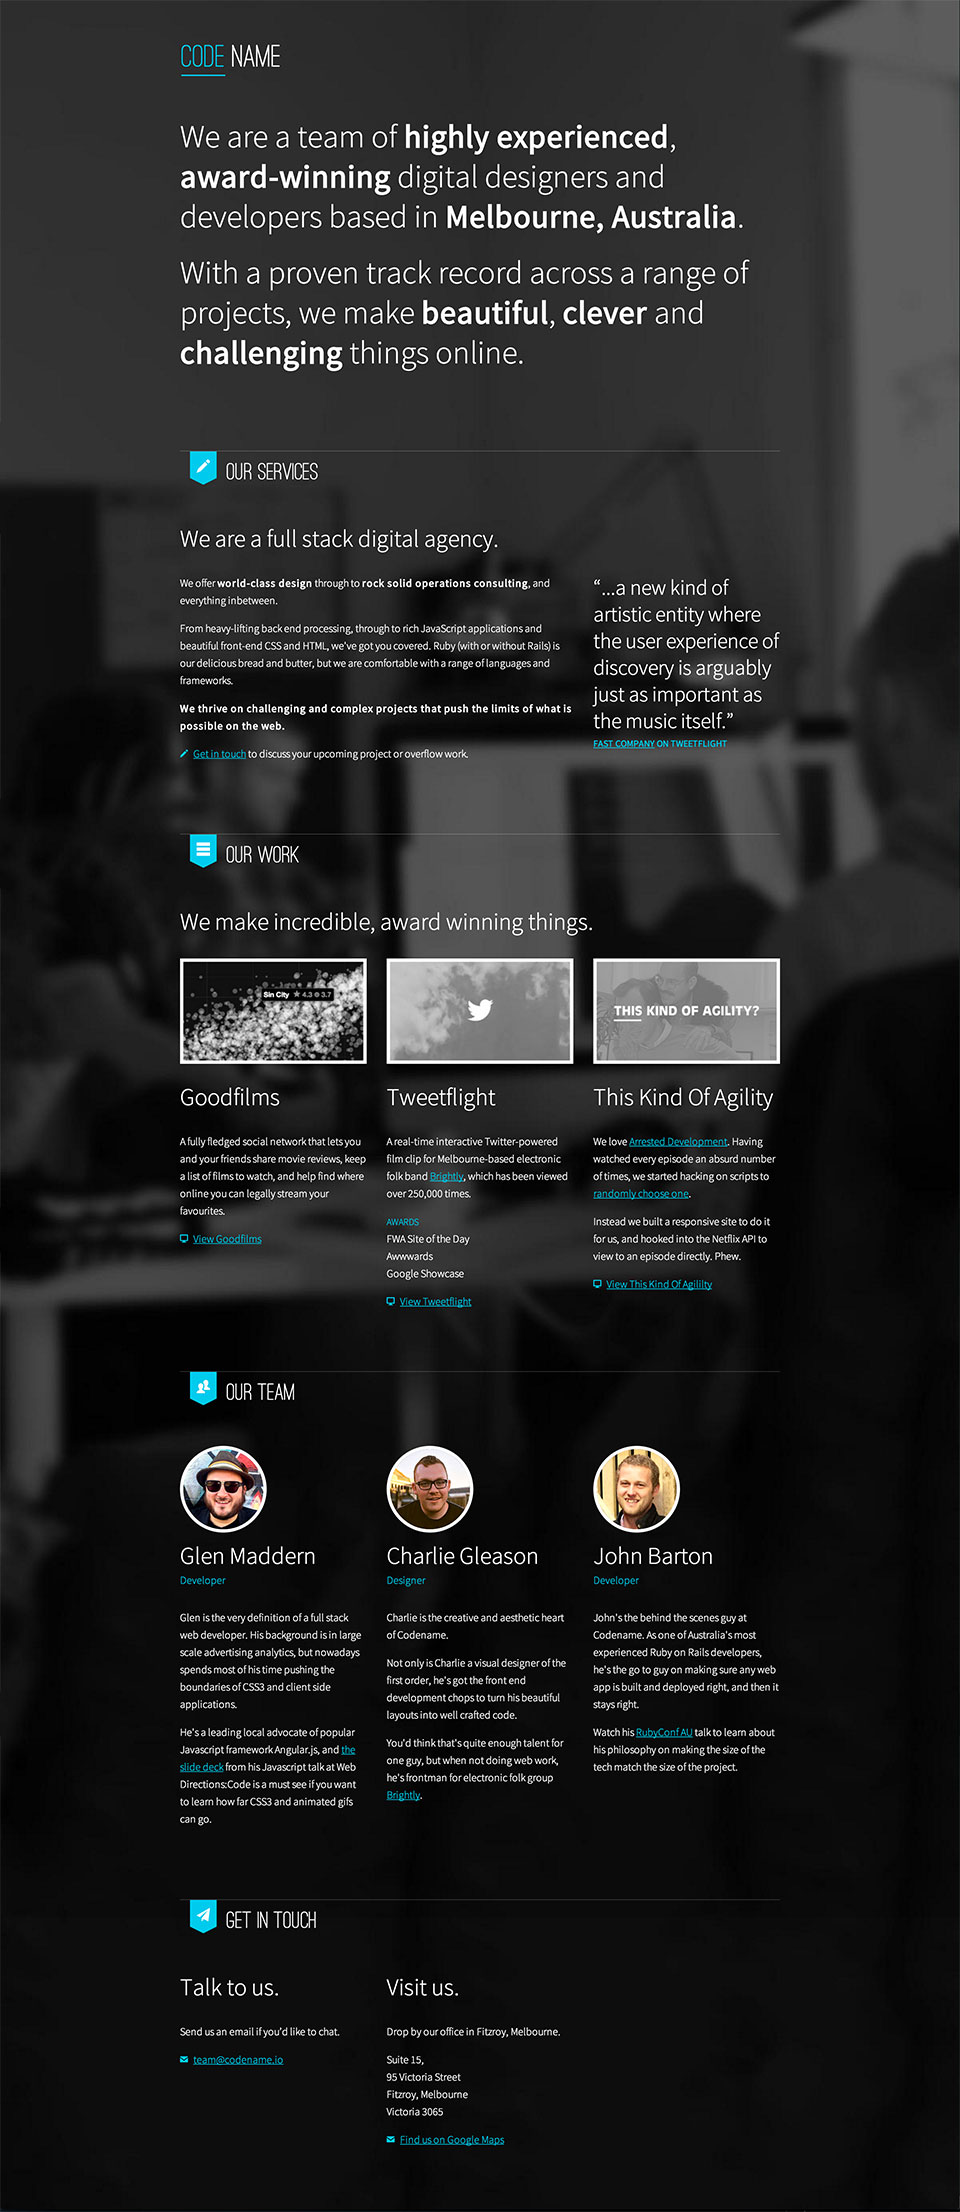 CODE NAME
We are a team of highly experienced,
award-winning digital designers and
developers based in Melbourne, Australia.
With a proven track record across a range of
projects, we make beautiful, clever and
challenging things online.
OUR SERVICES
We are a full stack digital agency.
We offer world-class design through to rock solid operations consulting, and
everything inbetween.
From heavy-lifting back end processing, through to rich JavaScript applications and
beautiful front-end CSS and HTML, we've got you covered. Ruby (with or without Rails) is
our delicious bread and butter, but we are comfortable with a range of languages and
frameworks.
We thrive on challenging and complex projects that push the limits of what is
possible on the web.
Get in touch to discuss your upcoming project or overflow work.
“...a new kind of
artistic entity where
the user experience of
discovery is arguably
just as important as
the music itself.”
FAST COMPANY ON TWEETFLIGHT
OUR WORK
We make incredible, award winning things.
Sin City ★ 4.3 3.7
Goodfilms
A fully fledged social network that lets you
and your friends share movie reviews, keep
a list of films to watch, and help find where
online you can legally stream your
favourites.
View Goodfilms
Tweetflight
A real-time interactive Twitter-powered
film clip for Melbourne-based electronic
folk band Brightly, which has been viewed
over 250,000 times.
AWARDS
FWA Site of the Day
Awwwards
Google Showcase
View Tweetflight
THIS KIND OF AGILITY?
This Kind Of Agility
We love Arrested Development. Having
watched every episode an absurd number
of times, we started hacking on scripts to
randomly choose one.
Instead we built a responsive site to do it
for us, and hooked into the Netflix API to
view to an episode directly. Phew.
View This Kind Of Agililty
OUR TEAM
Glen Maddern
Developer
Glen is the very definition of a full stack
web developer. His background is in large
scale advertising analytics, but nowadays
spends most of his time pushing the
boundaries of CSS3 and client side
applications.
He's a leading local advocate of popular
Javascript framework Angular.js, and the
slide deck from his Javascript talk at Web
Directions:Code is a must see if you want
to learn how far CSS3 and animated gifs
can go.
Charlie Gleason
Designer
Charlie is the creative and aesthetic heart
of Codename.
Not only is Charlie a visual designer of the
first order, he's got the front end
development chops to turn his beautiful
layouts into well crafted code.
You'd think that's quite enough talent for
one guy, but when not doing web work,
he's frontman for electronic folk group
Brightly.
John Barton
Developer
John's the behind the scenes guy at
Codename. As one of Australia's most
experienced Ruby on Rails developers,
he's the go to guy on making sure any web
app is built and deployed right, and then it
stays right.
Watch his RubyConf AU talk to learn about
his philosophy on making the size of the
tech match the size of the project.
GET IN TOUCH
Talk to us.
Send us an email if you'd like to chat.
team@codename.io
Visit us.
Drop by our office in Fitzroy, Melbourne.
Suite 15,
95 Victoria Street
Fitzroy, Melbourne
Victoria 3065
Find us on Google Maps